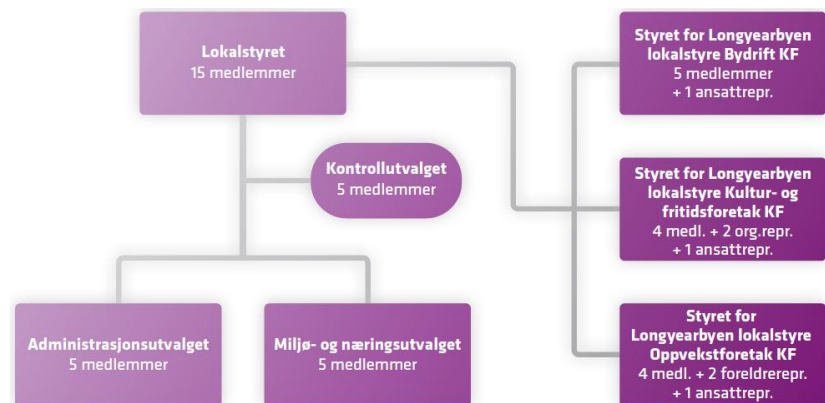 Lokalstyret
15 medlemmer
Kontrollutvalget
5 medlemmer
Administrasjonsutvalget
5 medlemmer
Miljø- og næringsutvalget
5 medlemmer
Styret for Longyearbyen
lokalstyre Bydrift KF
5 medlemmer
+ 1 ansattrepr.
Styret for Longyearbyen
lokalstyre Kultur- og
fritidsforetak KF
4 medl. + 2 org.repr.
+ 1 ansattrepr.
Styret for
Longyearbyen lokalstyre
Oppvekstforetak KF
4 medl. + 2 foreldrerepr.
+ 1 ansattrepr.